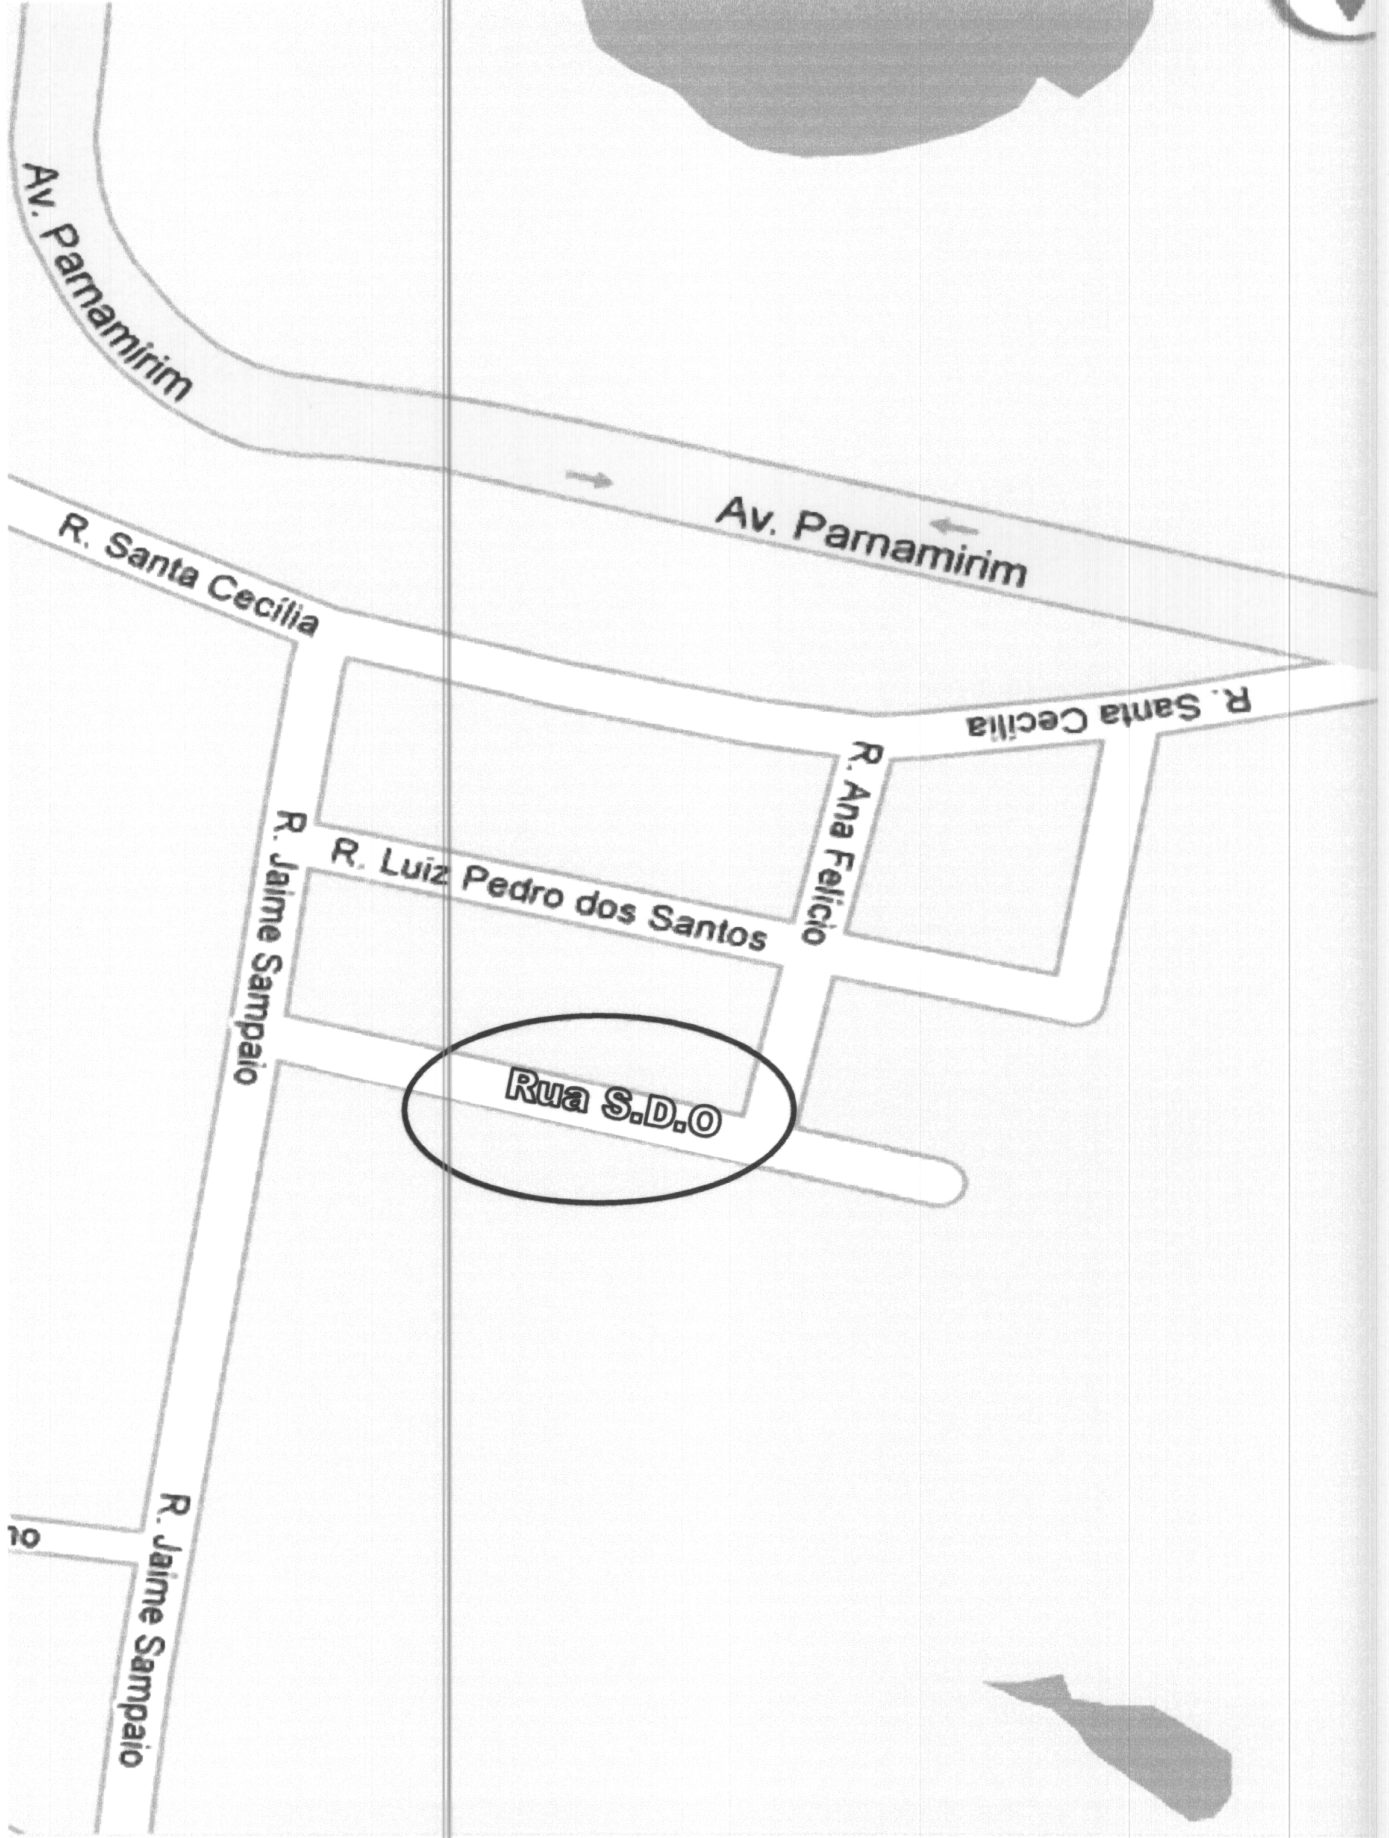 Av. Parnamirim
Av. Parnamirim
R. Santa Cecília
R. Santa Cecília
R. Ana Felício
R. Jaime Sampaio
R. Luiz Pedro dos Santos
Rua S.D.O
R. Jaime Sampaio
no